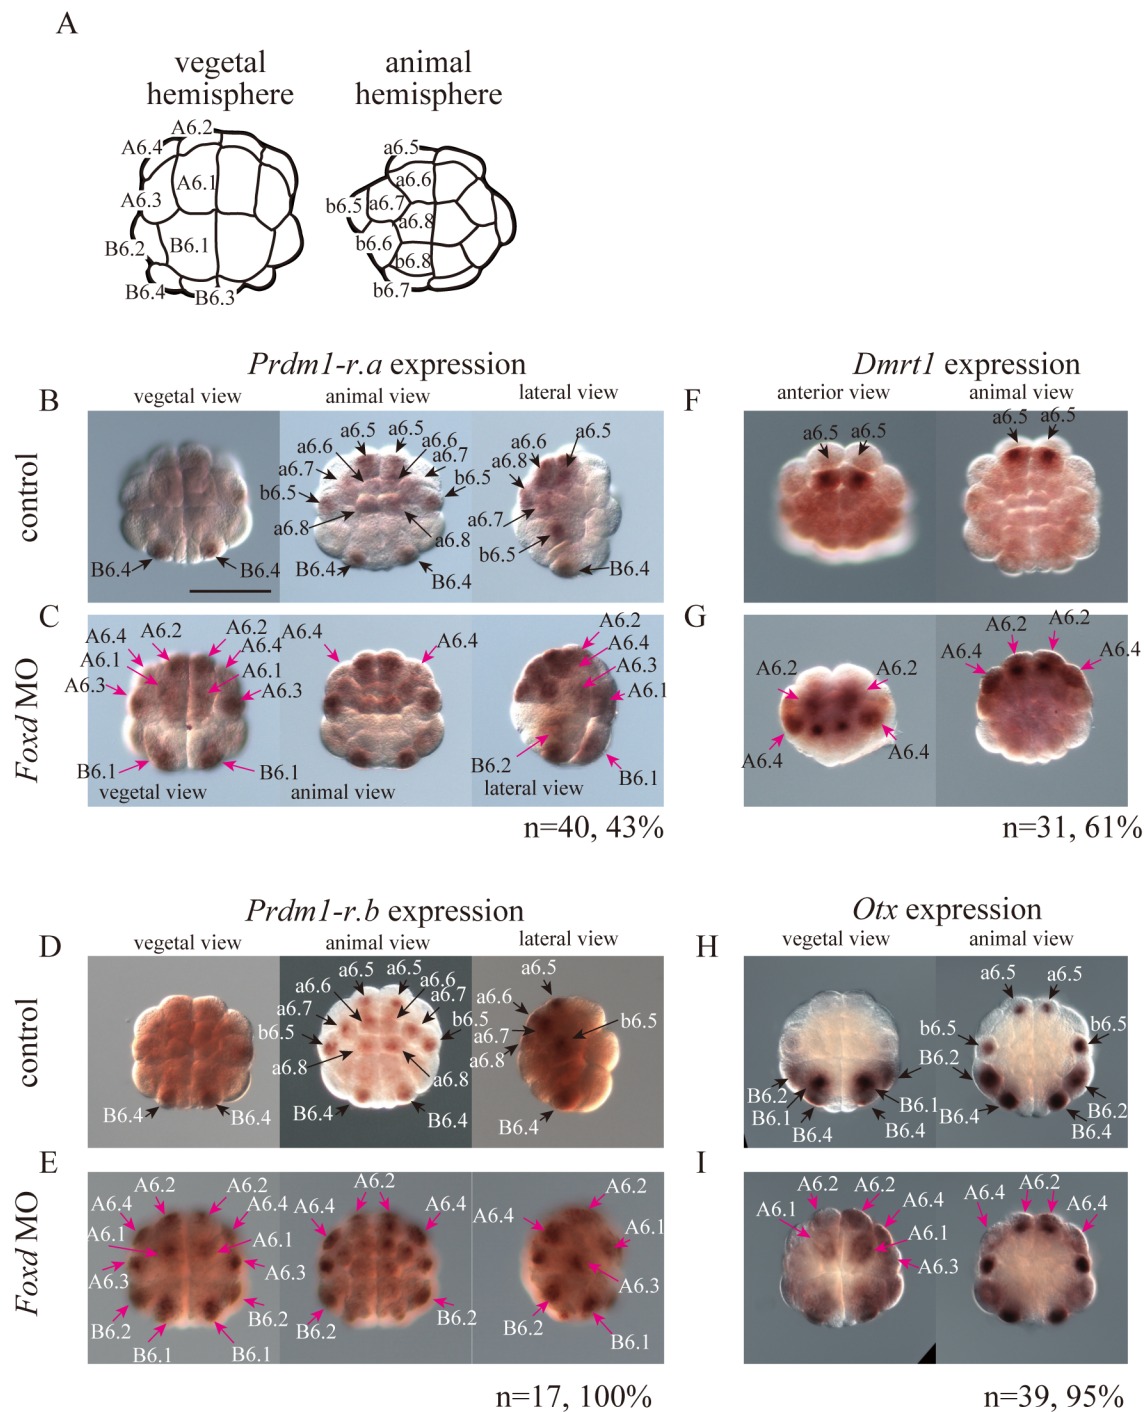 A
vegetal
hemisphere
animal
hemisphere
A6.2
A6.4
A6.1
A6.3
B6.2
B6.1
B6.4
B6.3
a6.5
a6.6
b6.5
a6.7
a6.8
b6.6
b6.8
b6.7
Prdm1-r.a expression
B
vegetal view
animal view
lateral view
control
B6.4
B6.4
a6.5
a6.5
a6.6
a6.6
a6.7
a6.7
b6.5
b6.5
a6.8
a6.8
B6.4
B6.4
a6.5
a6.6
a6.8
a6.7
b6.5
B6.4
C
Foxd MO
A6.4
A6.2
A6.2
A6.4
A6.1
A6.1
A6.3
A6.3
B6.1
B6.1
vegetal view
A6.4
A6.4
animal view
A6.2
A6.4
A6.3
A6.1
B6.2
B6.1
lateral view
n=40, 43%
Dmrt1 expression
F
anterior view
animal view
a6.5
a6.5
a6.5
a6.5
G
A6.2
A6.2
A6.4
A6.4
A6.2
A6.2
A6.4
A6.4
n=31, 61%
Prdm1-r.b expression
D
vegetal view
animal view
lateral view
control
B6.4
B6.4
a6.5
a6.5
a6.6
a6.6
a6.7
a6.7
b6.5
b6.5
a6.8
a6.8
B6.4
B6.4
a6.5
a6.6
a6.7
a6.8
b6.5
B6.4
E
Foxd MO
A6.2
A6.2
A6.4
A6.4
A6.1
A6.1
A6.3
A6.3
B6.2
B6.2
B6.1
B6.1
A6.2
A6.4
A6.4
B6.2
B6.2
A6.2
A6.4
A6.1
A6.3
B6.2
B6.1
n=17, 100%
Otx expression
H
vegetal view
animal view
B6.2
B6.2
B6.1
B6.1
B6.4
B6.4
a6.5
a6.5
b6.5
B6.4
B6.2
B6.4
I
A6.2
A6.2
A6.4
A6.1
A6.1
A6.3
A6.4
A6.2
A6.4
n=39, 95%